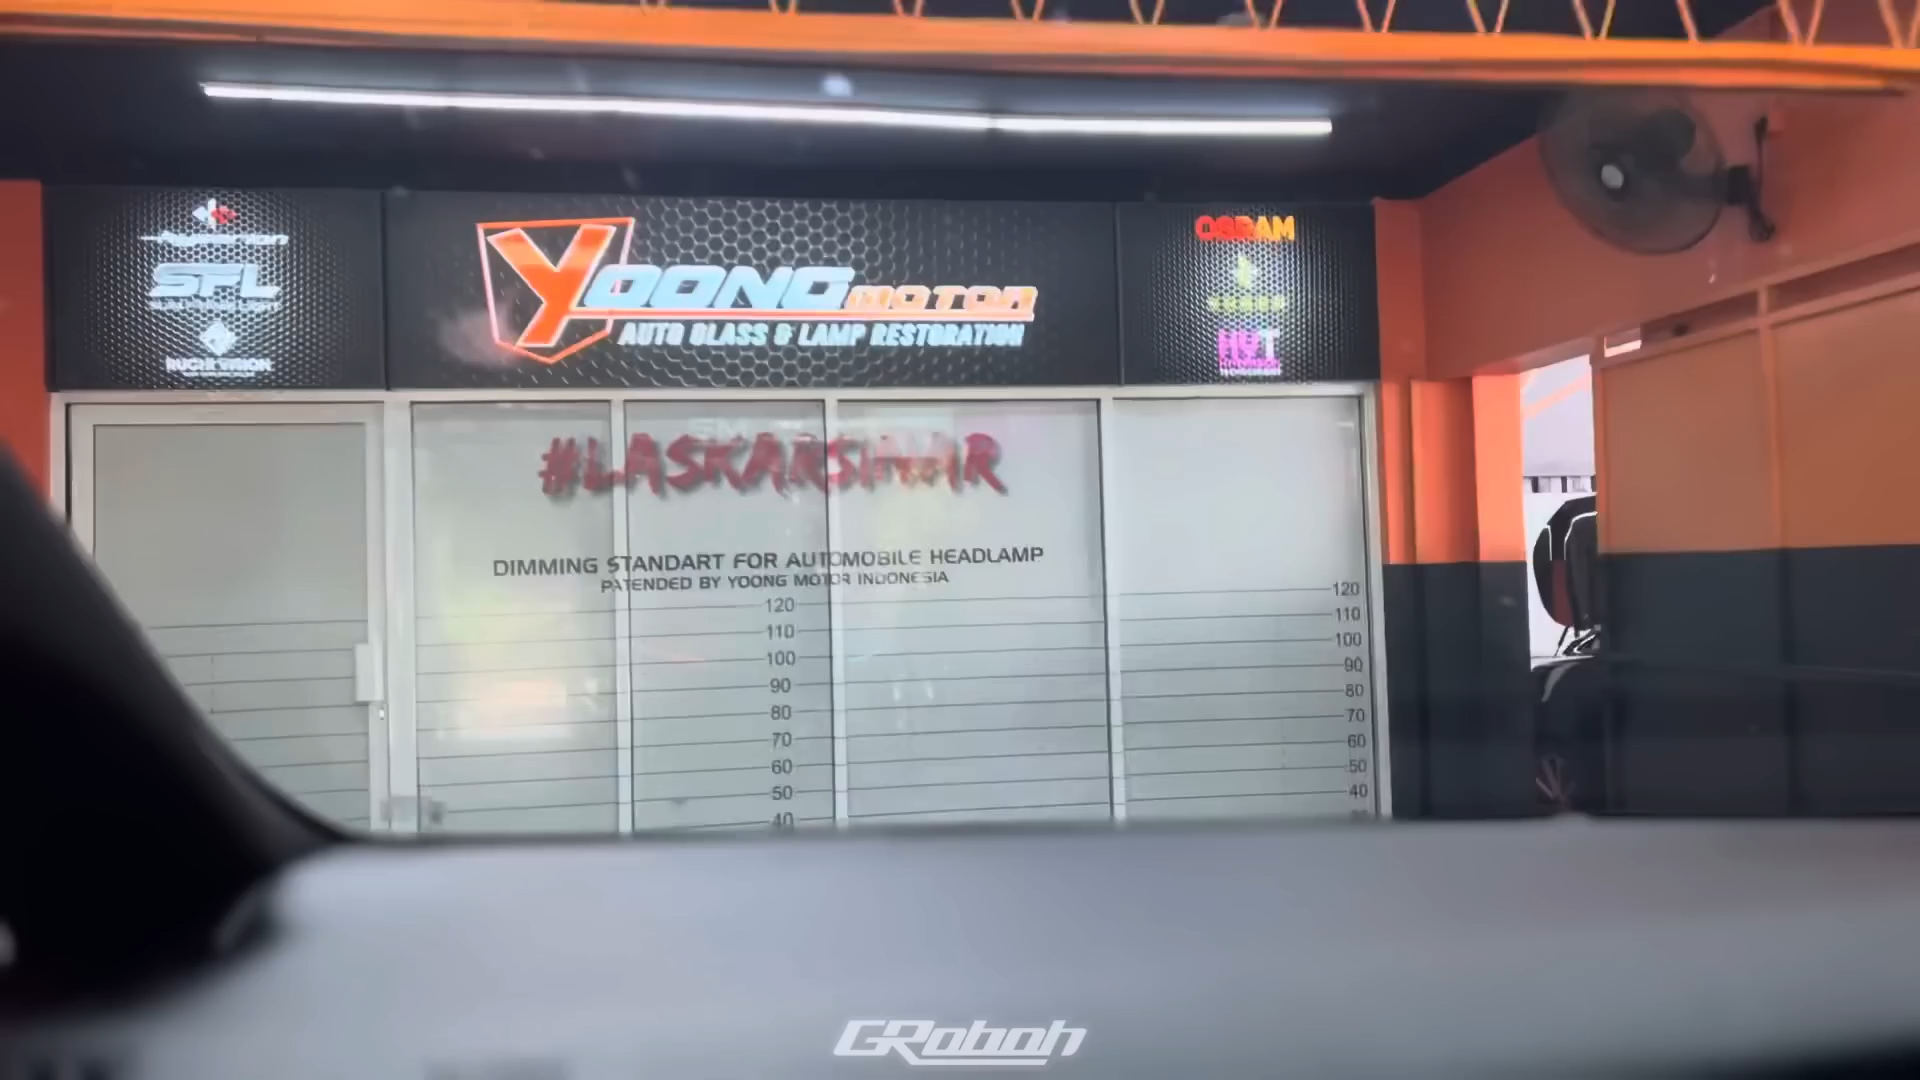 SFL
YOONG MOTOR
AUTO GLASS & LAMP RESTORATION
OSRAM
DIMMING STANDART FOR AUTOMOBILE HEADLAMP
PATENDED BY YOONG MOTOR INDONESIA
120
110
100
90
80
70
60
50
40
120
110
100
90
80
70
60
50
40
GRoboh